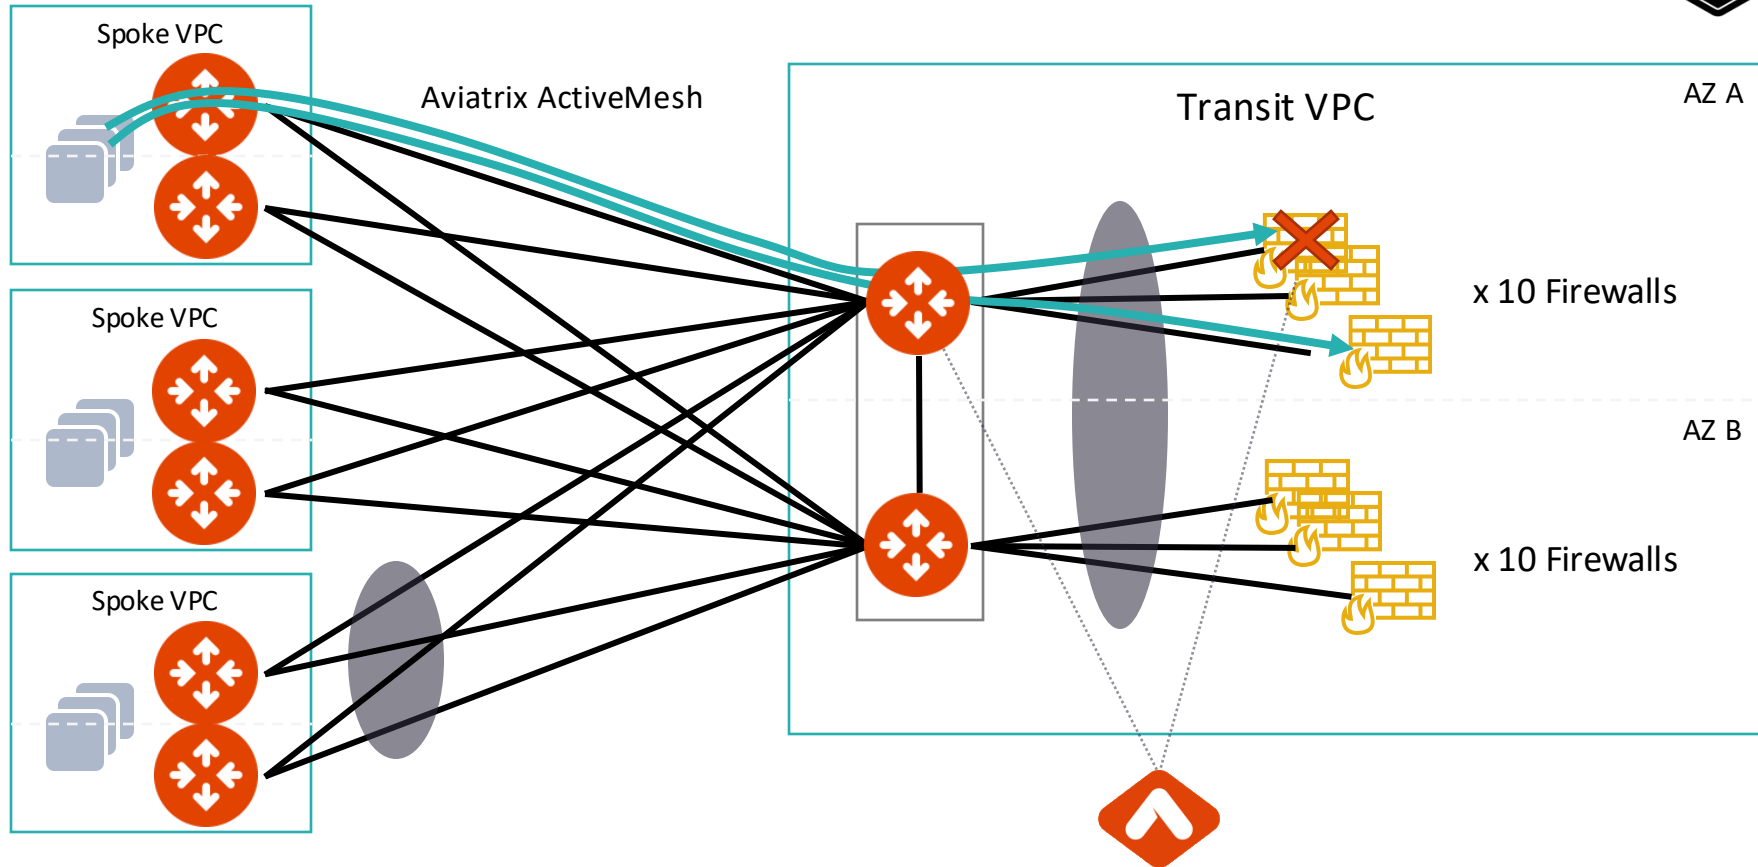 Spoke VPC
Aviatrix ActiveMesh
Transit VPC
AZ A
x 10 Firewalls
Spoke VPC
AZ B
x 10 Firewalls
Spoke VPC